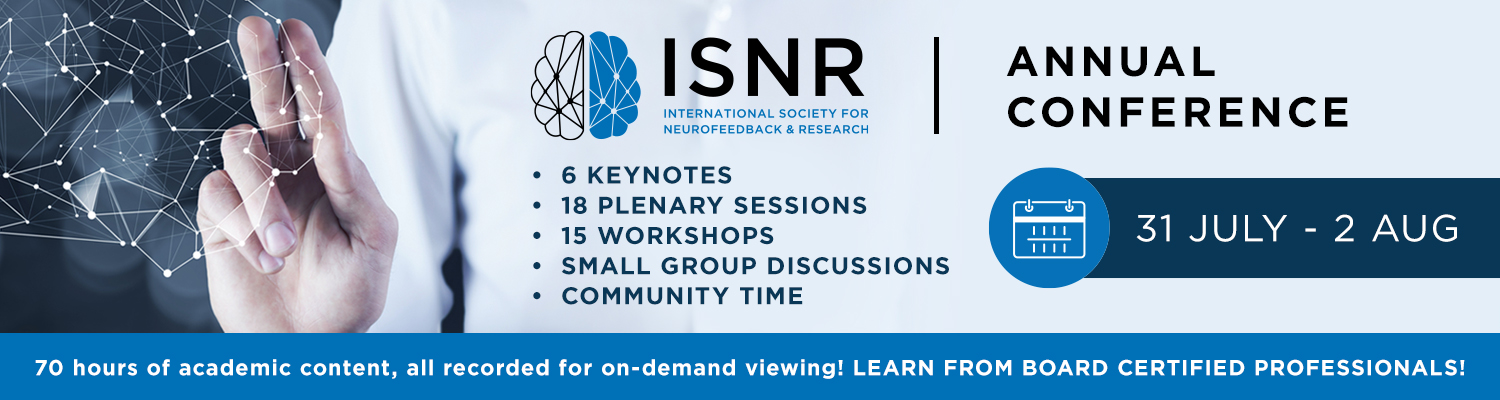 ISNR
INTERNATIONAL SOCIETY FOR
NEUROFEEDBACK & RESEARCH
ANNUAL
CONFERENCE
• 6 KEYNOTES
• 18 PLENARY SESSIONS
• 15 WORKSHOPS
• SMALL GROUP DISCUSSIONS
• COMMUNITY TIME
31 JULY - 2 AUG
70 hours of academic content, all recorded for on-demand viewing! LEARN FROM BOARD CERTIFIED PROFESSIONALS!